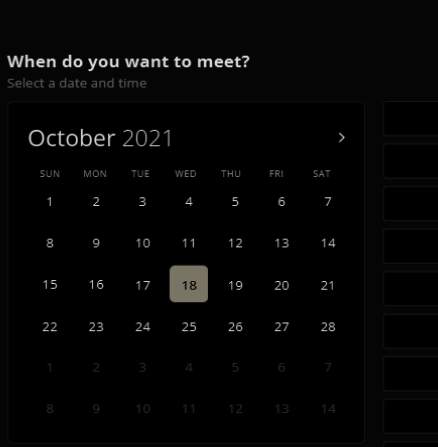 When do you want to meet?
Select a date and time
October 2021 >
SUN MON TUE WED THU FRI SAT
1 2 3 4 5 6 7
8 9 10 11 12 13 14
15 16 17 18 19 20 21
22 23 24 25 26 27 28
1 2 3 4 5 6 7
8 9 10 11 12 13 14